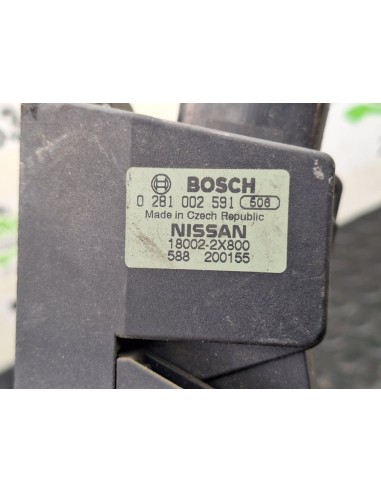 BOSCH
0 281 002 591 506
Made in Czech Republic
NISSAN
18002-2X800
588 200155